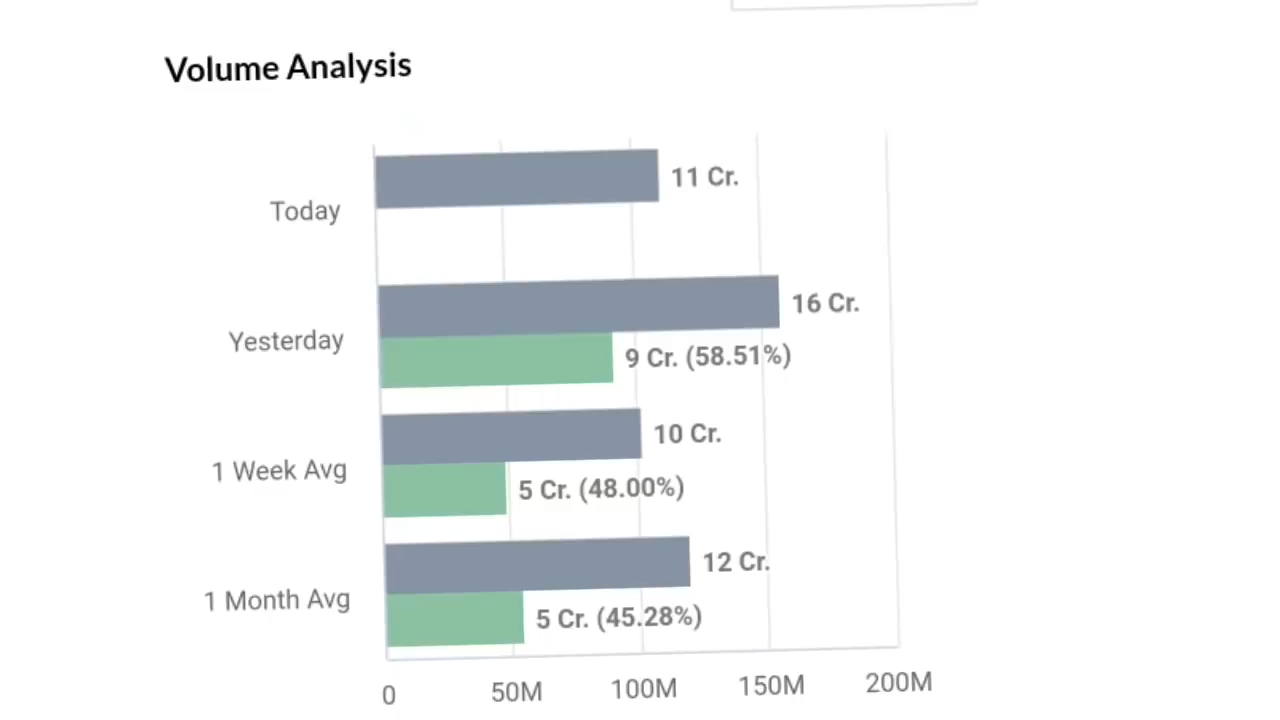 Volume Analysis
Today
11 Cr.
Yesterday
16 Cr.
9 Cr. (58.51%)
1 Week Avg
10 Cr.
5 Cr. (48.00%)
1 Month Avg
12 Cr.
5 Cr. (45.28%)
0 50M 100M 150M 200M